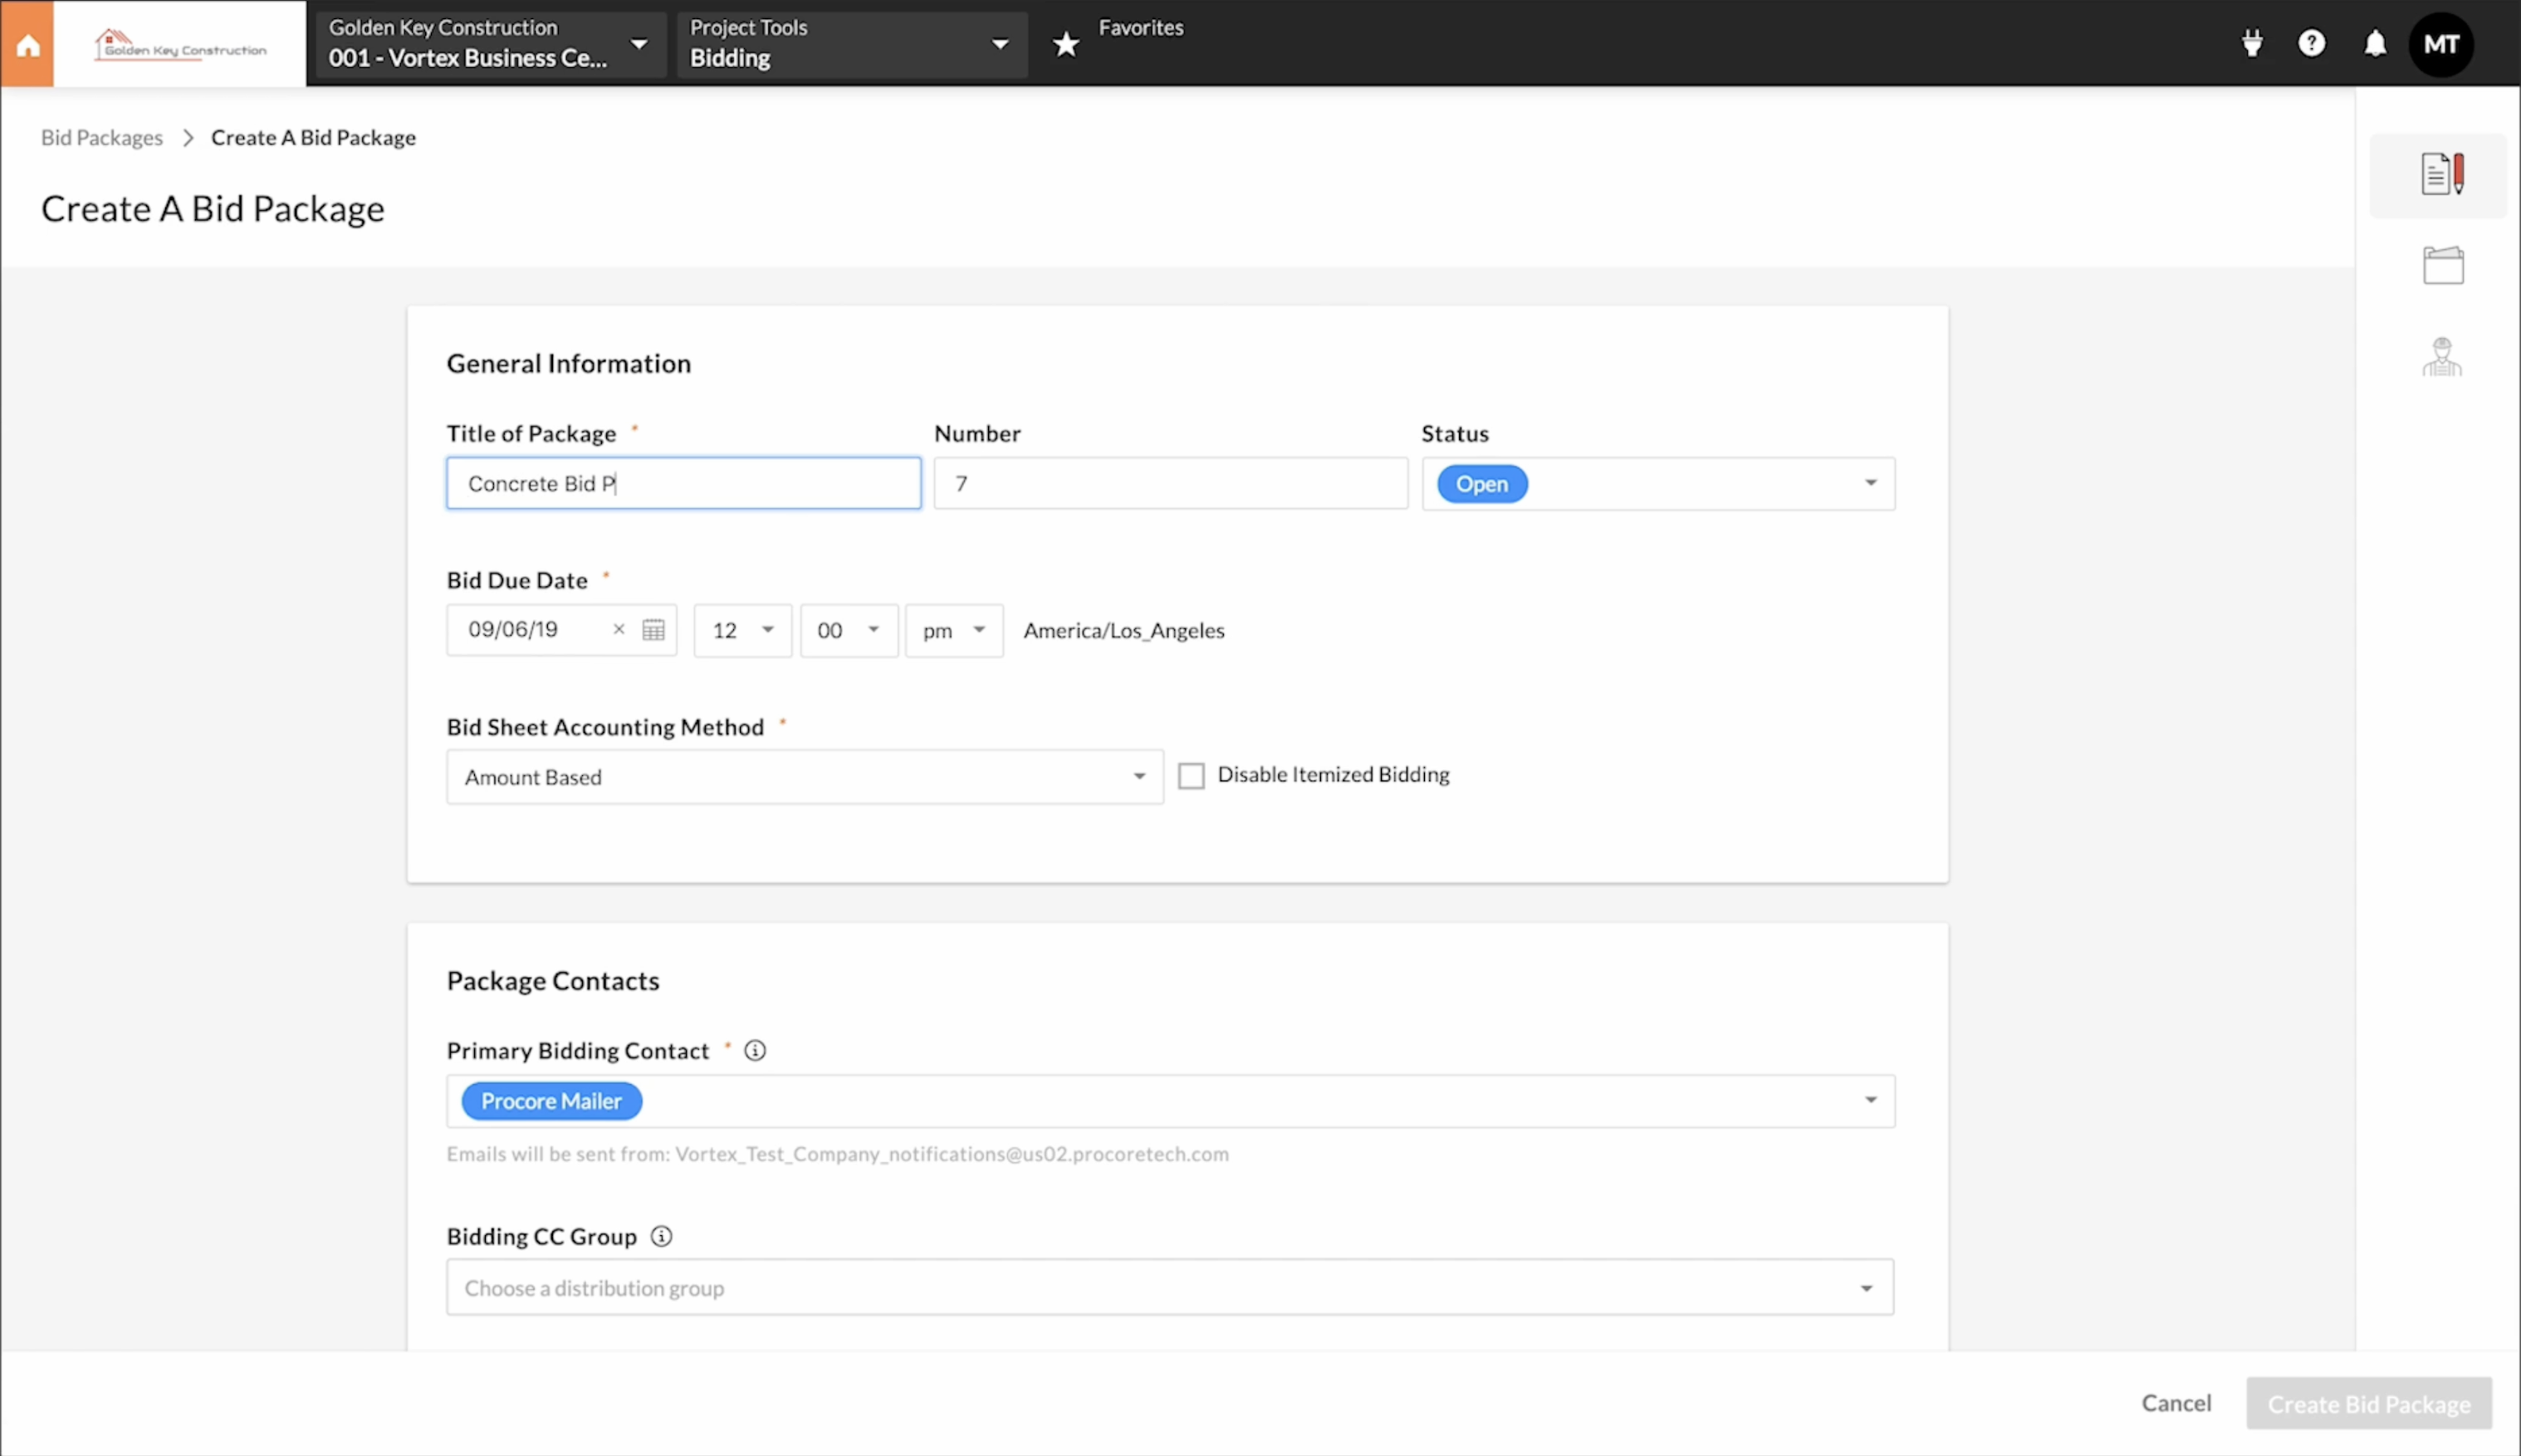 Golden Key Construction
Golden Key Construction
001 - Vortex Business Ce...
Project Tools
Bidding
Favorites
MT
Bid Packages > Create A Bid Package
Create A Bid Package
General Information
Title of Package *
Number
Status
Concrete Bid P
7
Open
Bid Due Date *
09/06/19
12
00
pm
America/Los_Angeles
Bid Sheet Accounting Method *
Amount Based
Disable Itemized Bidding
Package Contacts
Primary Bidding Contact *
Procore Mailer
Emails will be sent from: Vortex_Test_Company_notifications@us02.procoretech.com
Bidding CC Group
Choose a distribution group
Cancel
Create Bid Package